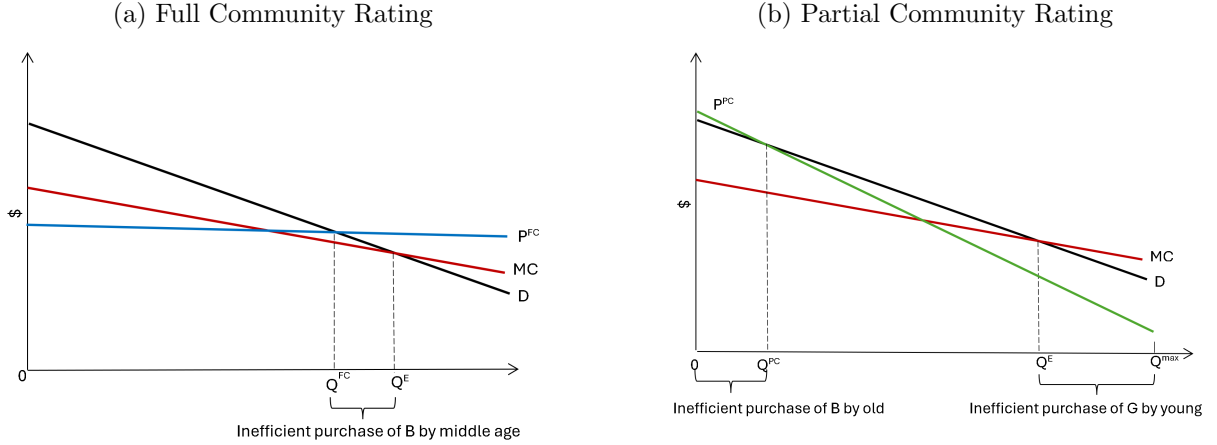 (a) Full Community Rating
$
P^FC
MC
D
0
Q^FC
Q^E
Inefficient purchase of B by middle age
(b) Partial Community Rating
P^PC
$
MC
D
0
Q^PC
Q^E
Q^max
Inefficient purchase of B by old
Inefficient purchase of G by young